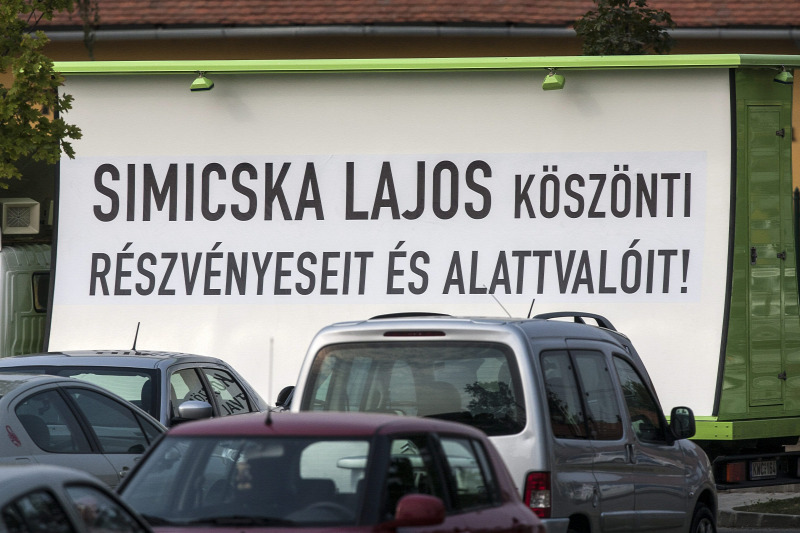 SIMICSKA LAJOS KÖSZÖNTI
RÉSZVÉNYESEIT ÉS ALATTVALÓIT!